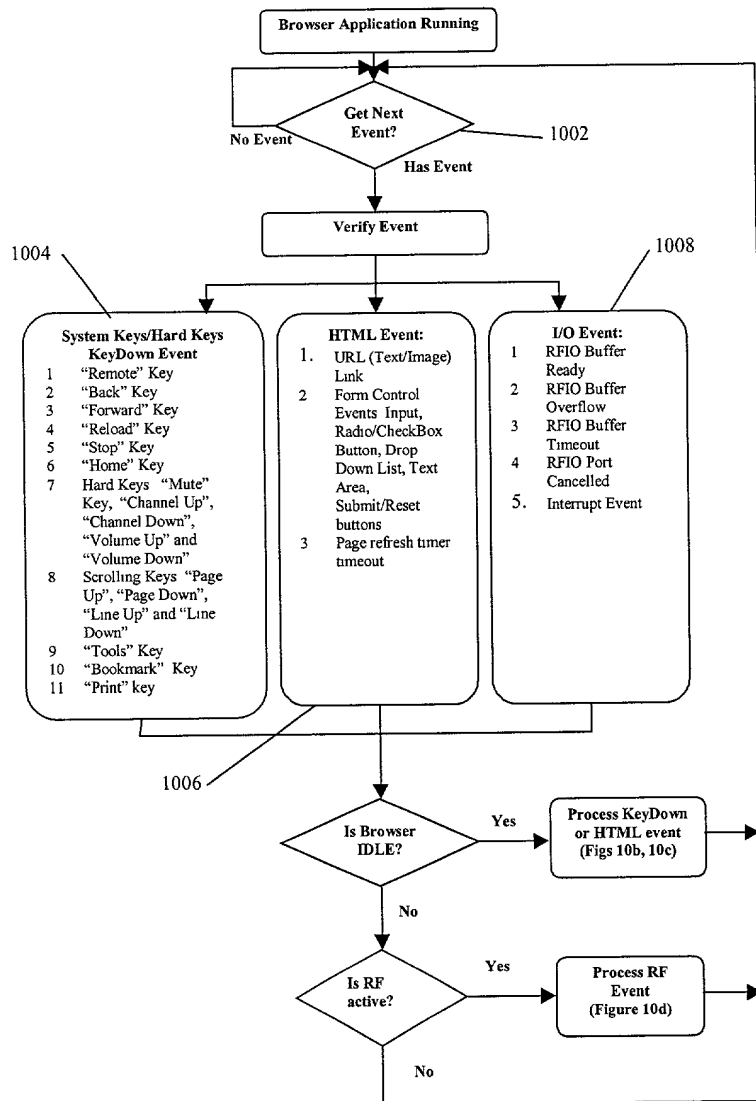 Browser Application Running
Get Next
Event?
1002
No Event
Has Event
Verify Event
1004
1008
System Keys/Hard Keys
KeyDown Event
1 "Remote" Key
2 "Back" Key
3 "Forward" Key
4 "Reload" Key
5 "Stop" Key
6 "Home" Key
7 Hard Keys "Mute"
Key, "Channel Up",
"Channel Down",
"Volume Up" and
"Volume Down"
8 Scrolling Keys "Page
Up", "Page Down",
"Line Up" and "Line
Down"
9 "Tools" Key
10 "Bookmark" Key
11 "Print" key
HTML Event:
1. URL (Text/Image)
Link
2 Form Control
Events Input,
Radio/CheckBox
Button, Drop
Down List, Text
Area,
Submit/Reset
buttons
3 Page refresh timer
timeout
I/O Event:
1 RFIO Buffer
Ready
2 RFIO Buffer
Overflow
3 RFIO Buffer
Timeout
4 RFIO Port
Cancelled
5. Interrupt Event
1006
Is Browser
IDLE?
Yes
Process KeyDown
or HTML event
(Figs 10b, 10c)
No
Is RF
active?
Yes
Process RF
Event
(Figure 10d)
No